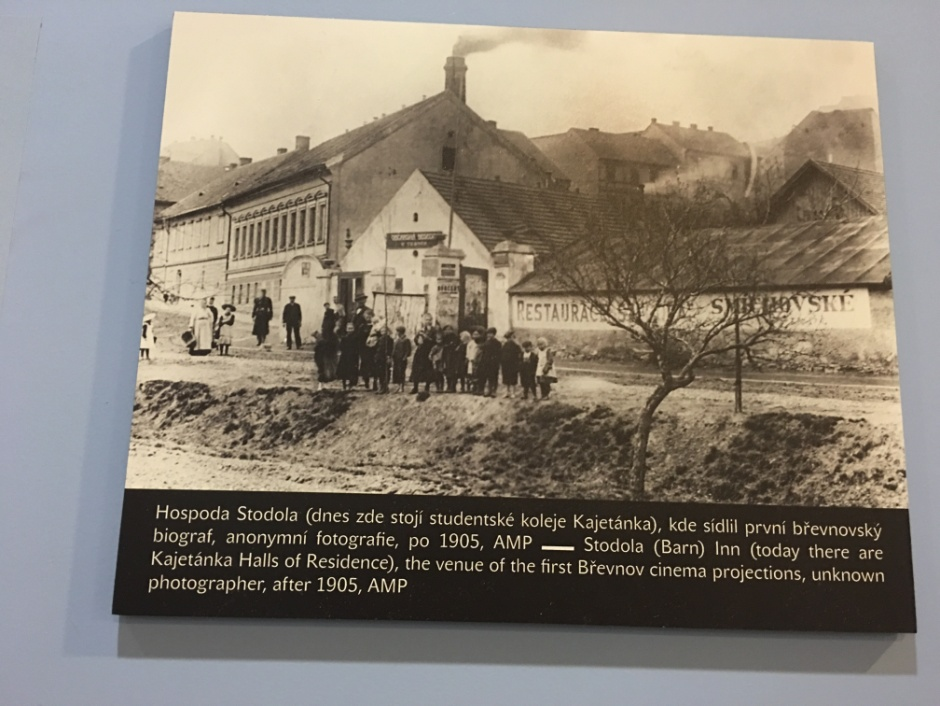 RESTAURACE
SMÍCHOVSKÉ
Hospoda Stodola (dnes zde stojí studentské koleje Kajetánka), kde sídlil první břevnovský
biograf, anonymní fotografie, po 1905, AMP — Stodola (Barn) Inn (today there are
Kajetánka Halls of Residence), the venue of the first Břevnov cinema projections, unknown
photographer, after 1905, AMP